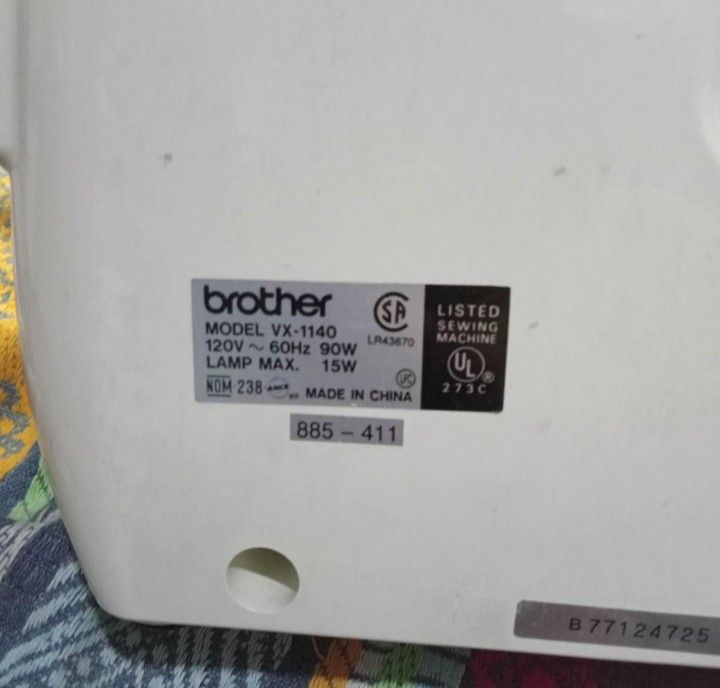 brother
MODEL VX-1140
120V ~ 60Hz 90W
LAMP MAX. 15W
NOM-238
MADE IN CHINA
SA
LR43670
LISTED
SEWING
MACHINE
UL ®
273C
885-411
B77124725